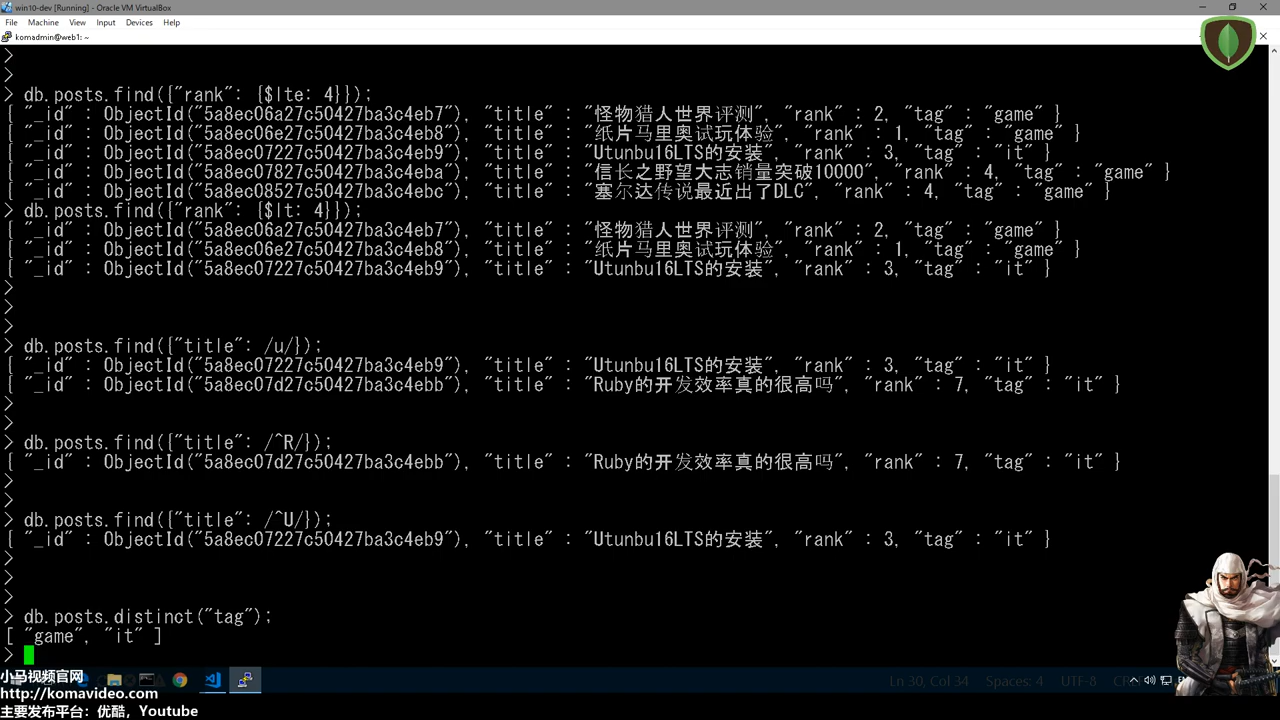 win10-dev [Running] - Oracle VM VirtualBox
File Machine View Input Devices Help
komadmin@web1: ~
>
>
> db.posts.find({"rank": {$lte: 4}});
{ "_id" : ObjectId("5a8ec06a27c50427ba3c4eb7"), "title" : "怪物猎人世界评测", "rank" : 2, "tag" : "game" }
{ "_id" : ObjectId("5a8ec06e27c50427ba3c4eb8"), "title" : "纸片马里奥试玩体验", "rank" : 1, "tag" : "game" }
{ "_id" : ObjectId("5a8ec07227c50427ba3c4eb9"), "title" : "Utunbu16LTS的安装", "rank" : 3, "tag" : "it" }
{ "_id" : ObjectId("5a8ec07827c50427ba3c4eba"), "title" : "信长之野望大志销量突破10000", "rank" : 4, "tag" : "game" }
{ "_id" : ObjectId("5a8ec08527c50427ba3c4ebc"), "title" : "塞尔达传说最近出了DLC", "rank" : 4, "tag" : "game" }
> db.posts.find({"rank": {$lt: 4}});
{ "_id" : ObjectId("5a8ec06a27c50427ba3c4eb7"), "title" : "怪物猎人世界评测", "rank" : 2, "tag" : "game" }
{ "_id" : ObjectId("5a8ec06e27c50427ba3c4eb8"), "title" : "纸片马里奥试玩体验", "rank" : 1, "tag" : "game" }
{ "_id" : ObjectId("5a8ec07227c50427ba3c4eb9"), "title" : "Utunbu16LTS的安装", "rank" : 3, "tag" : "it" }
>
>
>
> db.posts.find({"title": /u/});
{ "_id" : ObjectId("5a8ec07227c50427ba3c4eb9"), "title" : "Utunbu16LTS的安装", "rank" : 3, "tag" : "it" }
{ "_id" : ObjectId("5a8ec07d27c50427ba3c4ebb"), "title" : "Ruby的开发效率真的很高吗", "rank" : 7, "tag" : "it" }
>
>
> db.posts.find({"title": /^R/});
{ "_id" : ObjectId("5a8ec07d27c50427ba3c4ebb"), "title" : "Ruby的开发效率真的很高吗", "rank" : 7, "tag" : "it" }
>
>
> db.posts.find({"title": /^U/});
{ "_id" : ObjectId("5a8ec07227c50427ba3c4eb9"), "title" : "Utunbu16LTS的安装", "rank" : 3, "tag" : "it" }
>
>
>
> db.posts.distinct("tag");
[ "game", "it" ]
>
小马视频官网
http://komavideo.com
主要发布平台：优酷，Youtube
Ln 30, Col 34 Spaces: 4 UTF-8